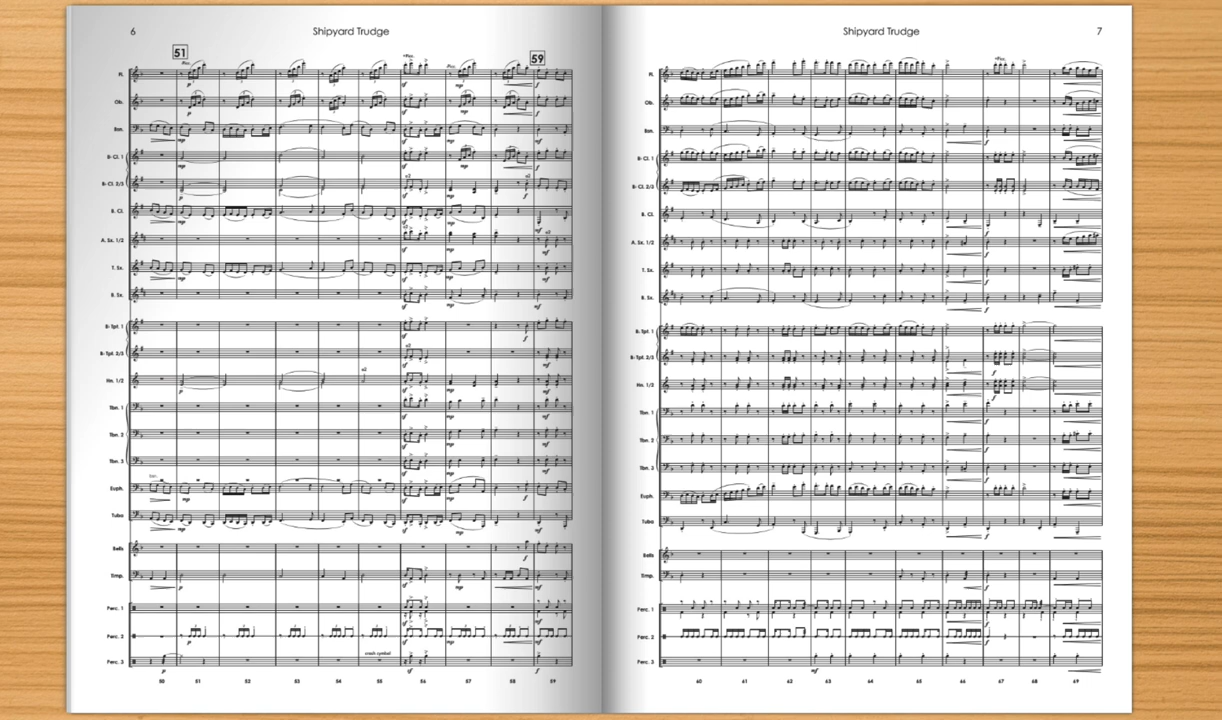 6
Shipyard Trudge
51
59
Fl.
Ob.
Bsn.
B♭ Cl. 1
B♭ Cl. 2/3
B. Cl.
A. Sx. 1/2
T. Sx.
B. Sx.
B♭ Tpt. 1
B♭ Tpt. 2/3
Hn. 1/2
Tbn. 1
Tbn. 2
Tbn. 3
Euph.
Tuba
Bells
Timp.
Perc. 1
Perc. 2
crash cymbal
Perc. 3
50 51 52 53 54 55 56 57 58 59
Shipyard Trudge
7
Fl.
Ob.
Bsn.
B♭ Cl. 1
B♭ Cl. 2/3
B. Cl.
A. Sx. 1/2
T. Sx.
B. Sx.
B♭ Tpt. 1
B♭ Tpt. 2/3
Hn. 1/2
Tbn. 1
Tbn. 2
Tbn. 3
Euph.
Tuba
Bells
Timp.
Perc. 1
Perc. 2
Perc. 3
60 61 62 63 64 65 66 67 68 69